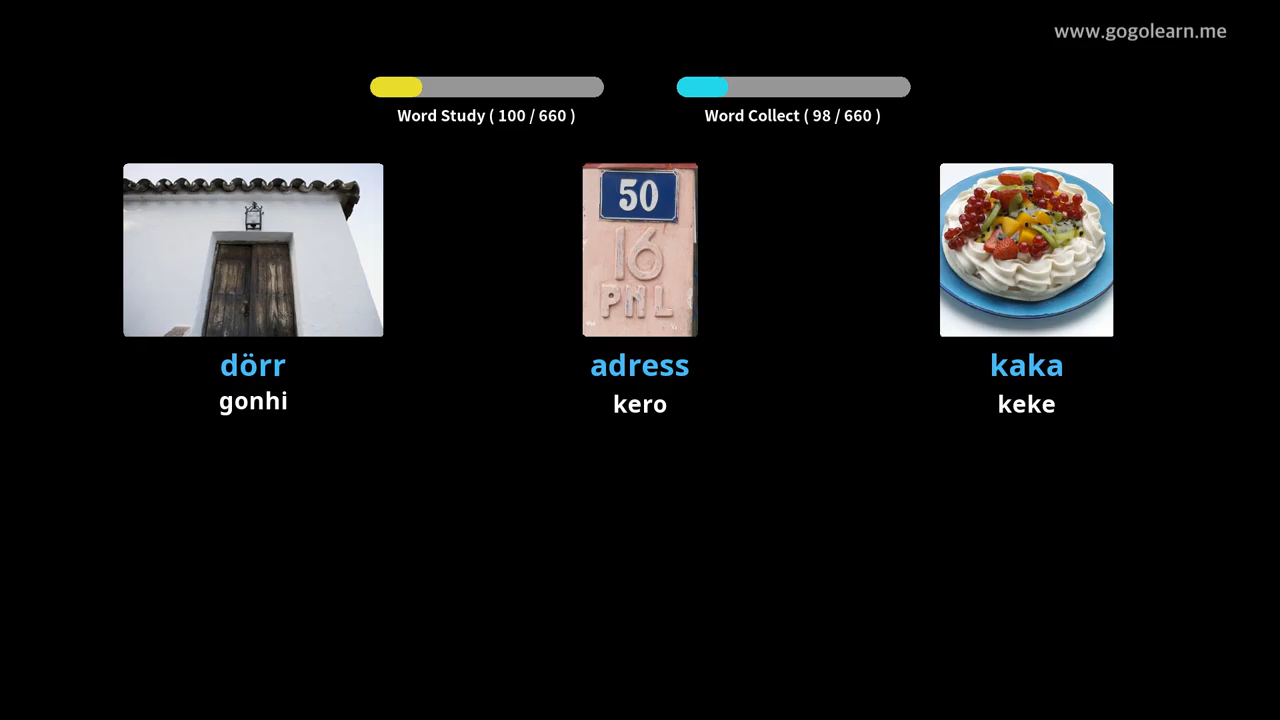 www.gogolearn.me
Word Study ( 100 / 660 )
Word Collect ( 98 / 660 )
50
16
PNL
dörr
adress
kaka
gonhi
kero
keke